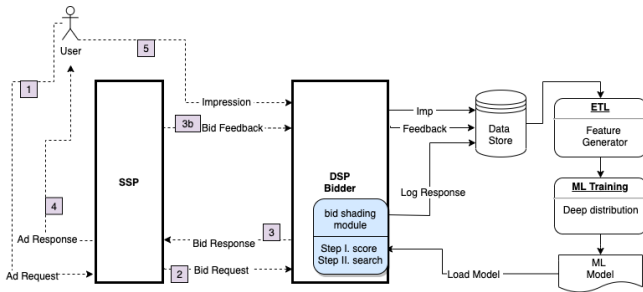 User
1
5
Impression
3b
Bid Feedback
SSP
DSP
Bidder
Imp
Feedback
Data
Store
ETL
Feature
Generator
ML Training
Deep distribution
ML
Model
Log Response
bid shading
module
Step I. score
Step II. search
Load Model
4
3
Ad Response
Bid Response
2
Ad Request
Bid Request